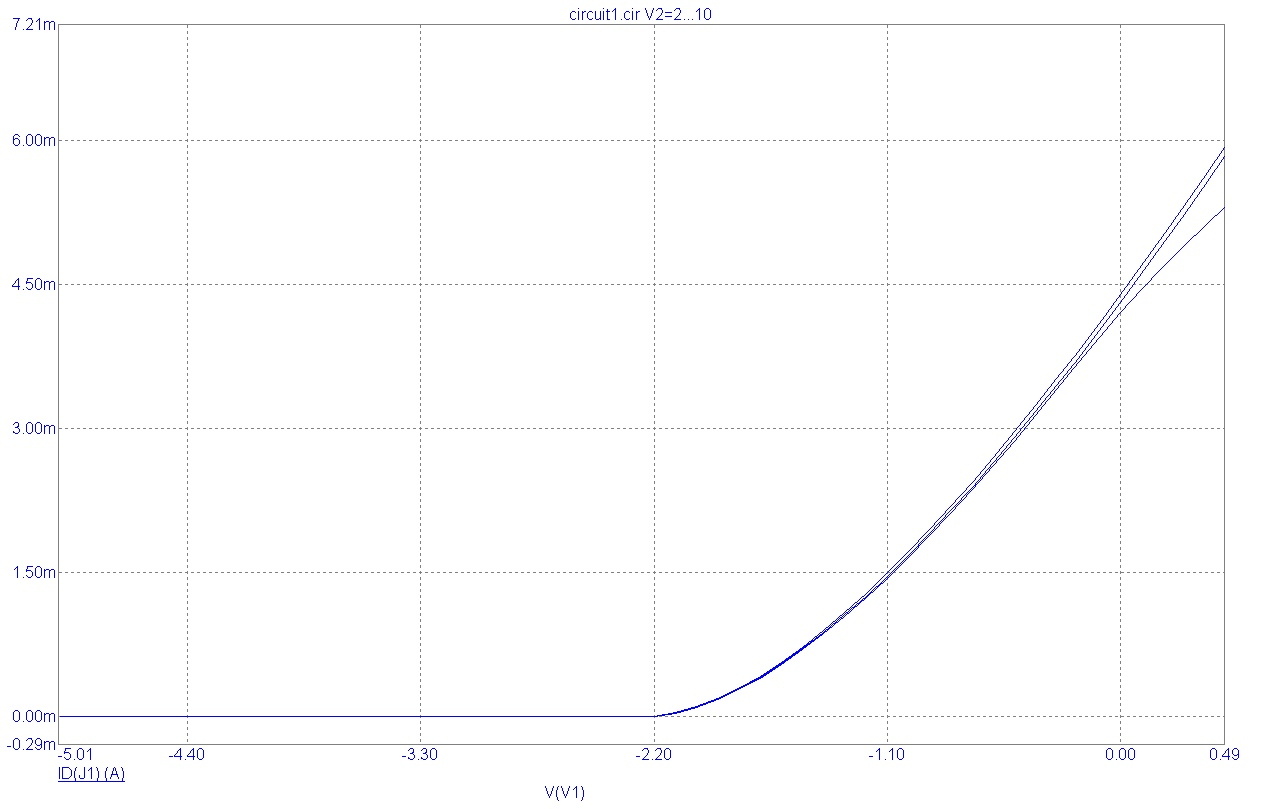 circuit1.cir V2=2...10
7.21m
6.00m
4.50m
3.00m
1.50m
0.00m
-0.29m
-5.01 -4.40 -3.30 -2.20 -1.10 0.00 0.49
ID(J1) (A)
V(V1)